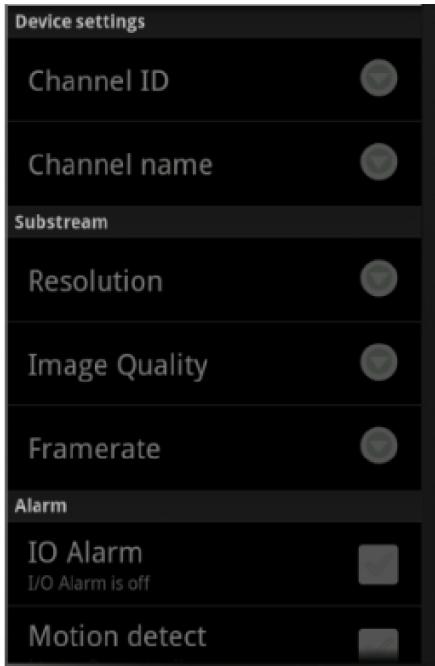 Device settings
Channel ID
Channel name
Substream
Resolution
Image Quality
Framerate
Alarm
IO Alarm
I/O Alarm is off
Motion detect